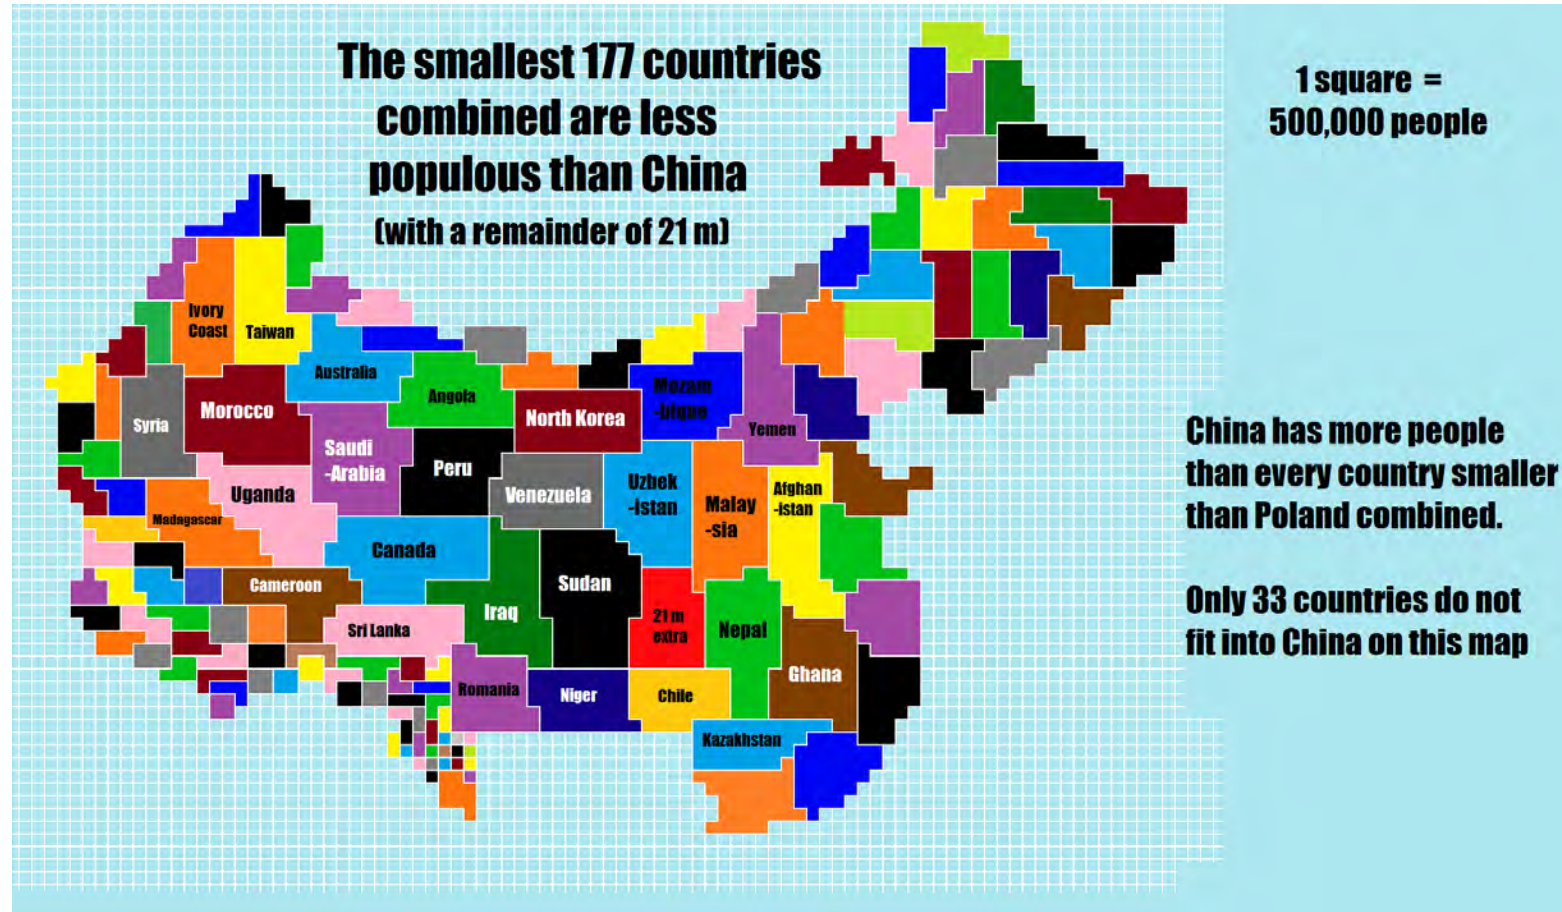 The smallest 177 countries
combined are less
populous than China
(with a remainder of 21 m)
1 square =
500,000 people
China has more people
than every country smaller
than Poland combined.
Only 33 countries do not
fit into China on this map
Ivory
Coast
Taiwan
Australia
Angola
Syria
Morocco
Saudi
-Arabia
Peru
North Korea
Mozam
-bique
Yemen
Uganda
Venezuela
Uzbek
-istan
Malay
-sia
Afghan
-istan
Madagascar
Canada
Cameroon
Sudan
Iraq
Sri Lanka
21 m
extra
Nepal
Ghana
Romania
Niger
Chile
Kazakhstan